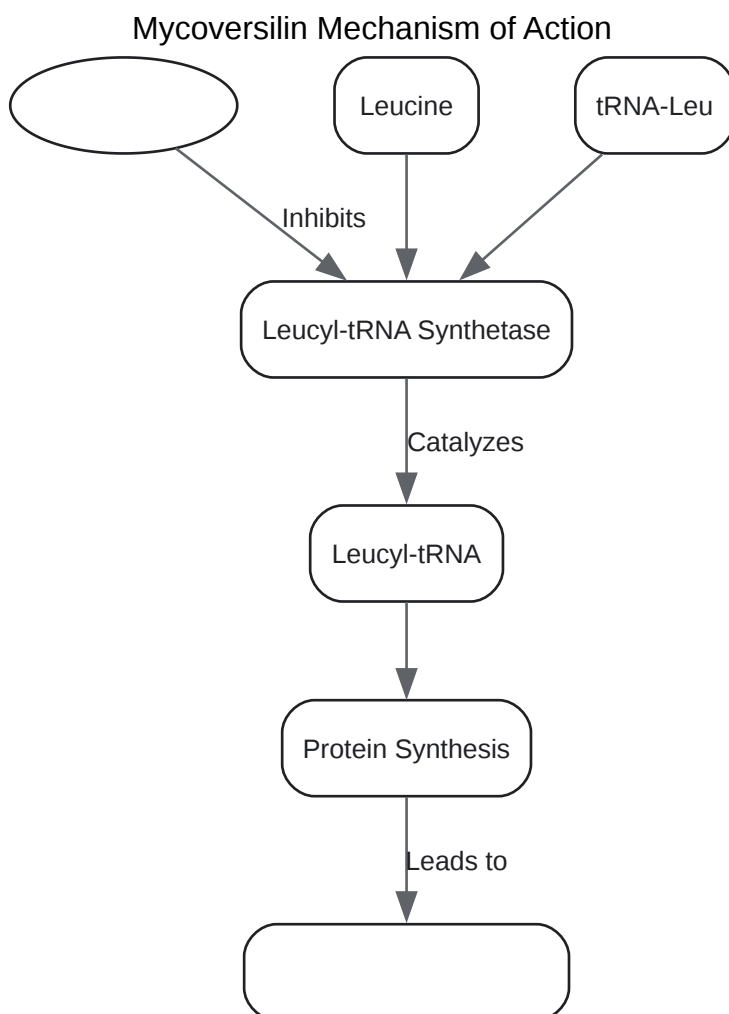 Mycoversilin Mechanism of Action
Leucine
tRNA-Leu
Inhibits
Leucyl-tRNA Synthetase
Catalyzes
Leucyl-tRNA
Protein Synthesis
Leads to